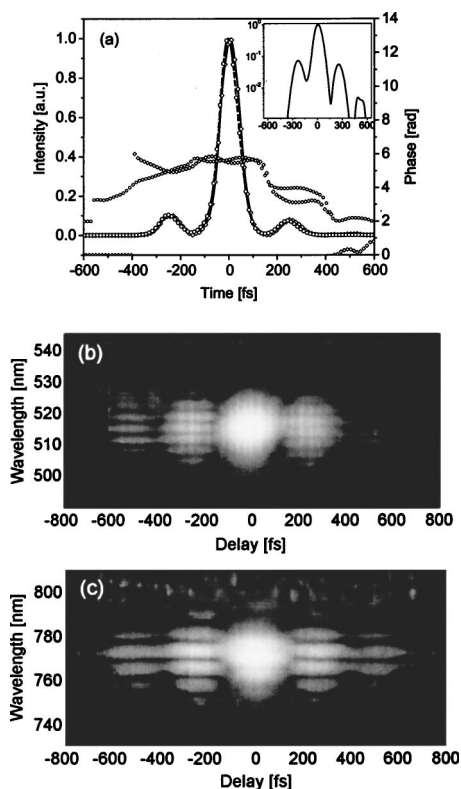 (a)
Intensity [a.u.]
1.0
0.8
0.6
0.4
0.2
0.0
14
12
10
8
6
4
2
0
Phase [rad]
10⁰
10⁻¹
10⁻²
-600 -300 0 300 600
-600 -400 -200 0 200 400 600
Time [fs]
(b)
Wavelength [nm]
540
530
520
510
500
-800 -600 -400 -200 0 200 400 600 800
Delay [fs]
(c)
Wavelength [nm]
800
780
760
740
-800 -600 -400 -200 0 200 400 600 800
Delay [fs]